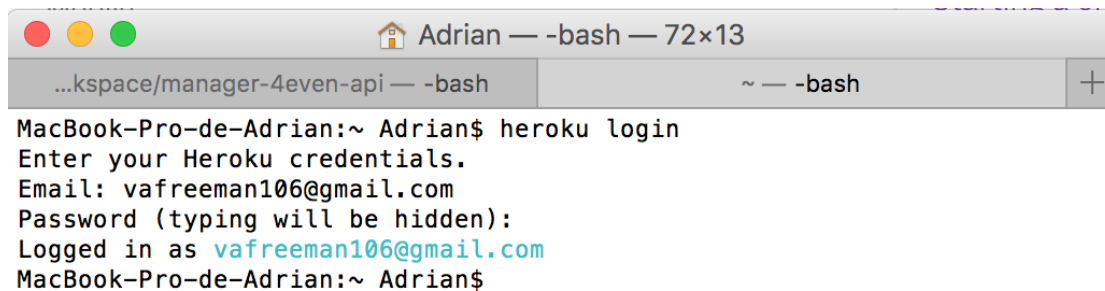 Adrian — -bash — 72×13
...kspace/manager-4even-api — -bash
~ — -bash
MacBook-Pro-de-Adrian:~ Adrian$ heroku login
Enter your Heroku credentials.
Email: vafreeman106@gmail.com
Password (typing will be hidden):
Logged in as vafreeman106@gmail.com
MacBook-Pro-de-Adrian:~ Adrian$